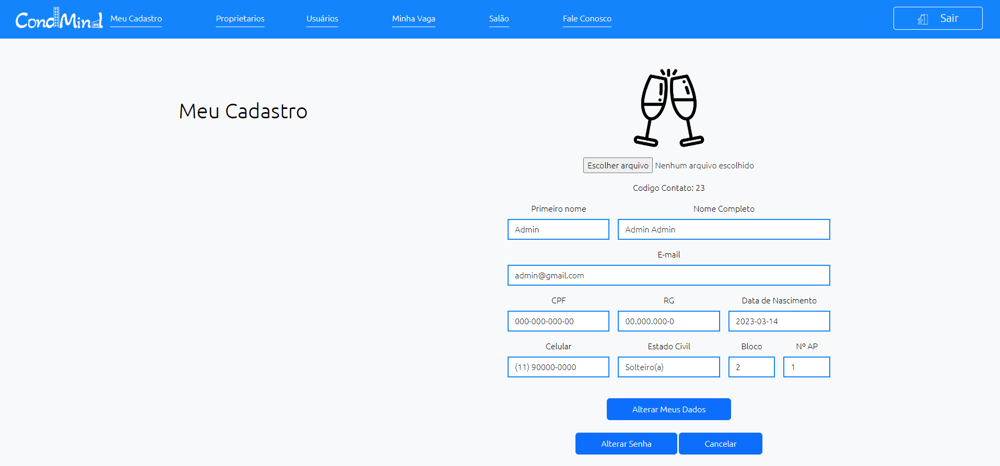 CondMind
Meu Cadastro
Proprietarios
Usuários
Minha Vaga
Salão
Fale Conosco
Sair
Meu Cadastro
Escolher arquivo Nenhum arquivo escolhido
Codigo Contato: 23
Primeiro nome
Nome Completo
Admin
Admin Admin
E-mail
admin@gmail.com
CPF
RG
Data de Nascimento
000-000-000-00
00.000.000-0
2023-03-14
Celular
Estado Civil
Bloco
Nº AP
(11) 90000-0000
Solteiro(a)
2
1
Alterar Meus Dados
Alterar Senha
Cancelar